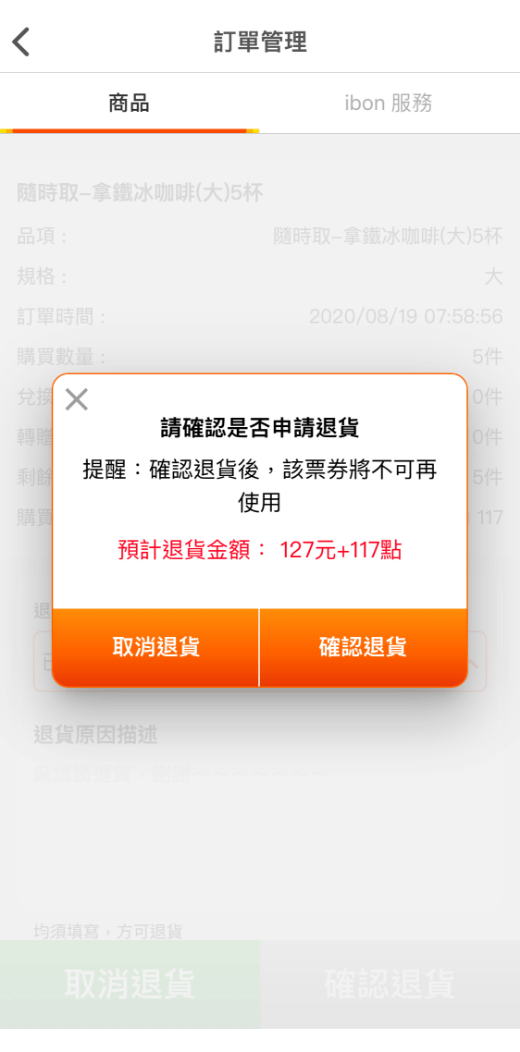 訂單管理
商品
ibon 服務
隨時取–拿鐵冰咖啡(大)5杯
品項：
隨時取–拿鐵冰咖啡(大)5杯
規格：
大
訂單時間：
2020/08/19 07:58:56
購買數量：
5件
兌換
0件
轉贈
0件
剩餘
5件
購買
117
請確認是否申請退貨
提醒：確認退貨後，該票券將不可再
使用
預計退貨金額： 127元+117點
取消退貨
確認退貨
退
已
退貨原因描述
均須填寫，方可退貨
取消退貨
確認退貨